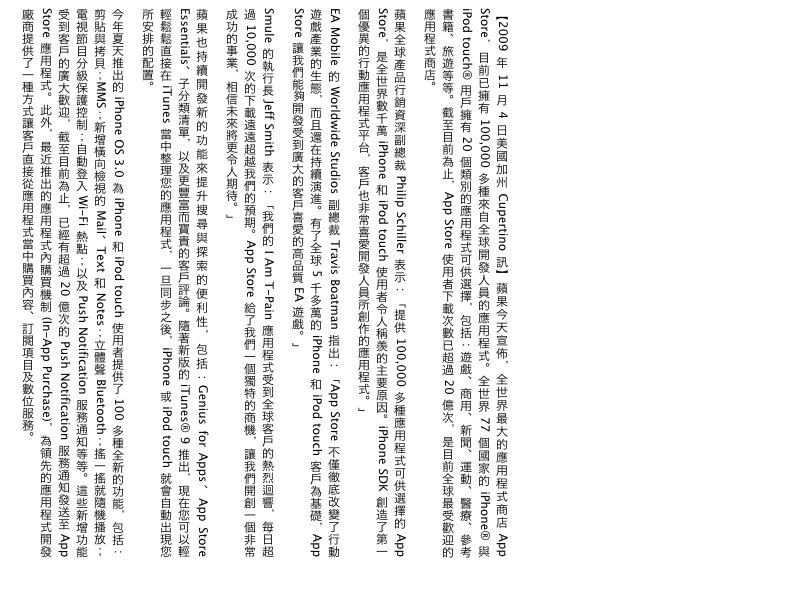 【2009 年 11 月 4 日美國加州 Cupertino 訊】蘋果今天宣佈，全世界最大的應用程式商店 App
Store，目前已擁有 100,000 多種來自全球開發人員的應用程式。全世界 77 個國家的 iPhone® 與
iPod touch® 用戶擁有 20 個類別的應用程式可供選擇，包括：遊戲、商用、新聞、運動、醫療、參考
書籍、旅遊等等。截至目前為止，App Store 使用者下載次數已超過 20 億次，是目前全球最受歡迎的
應用程式商店。
蘋果全球產品行銷資深副總裁 Philip Schiller 表示：「提供 100,000 多種應用程式可供選擇的 App
Store，是全世界數千萬 iPhone 和 iPod touch 使用者令人稱羨的主要原因。iPhone SDK 創造了第一
個優異的行動應用程式平台，客戶也非常喜愛開發人員所創作的應用程式。」
EA Mobile 的 Worldwide Studios 副總裁 Travis Boatman 指出：「App Store 不僅徹底改變了行動
遊戲產業的生態，而且還在持續演進。有了全球 5 千多萬的 iPhone 和 iPod touch 客戶為基礎，App
Store 讓我們能夠開發受到廣大的客戶喜愛的高品質 EA 遊戲。」
Smule 的執行長 Jeff Smith 表示：「我們的 I Am T-Pain 應用程式受到全球客戶的熱烈迴響，每日超
過 10,000 次的下載遠遠超越我們的預期。App Store 給了我們一個獨特的商機，讓我們開創一個非常
成功的事業，相信未來將更令人期待。」
蘋果也持續開發新的功能來提升搜尋與探索的便利性，包括：Genius for Apps、App Store
Essentials、子分類清單，以及更豐富而寶貴的客戶評論。隨著新版的 iTunes® 9 推出，現在您可以輕
輕鬆鬆直接在 iTunes 當中整理您的應用程式，一旦同步之後，iPhone 或 iPod touch 就會自動出現您
所安排的配置。
今年夏天推出的 iPhone OS 3.0 為 iPhone 和 iPod touch 使用者提供了 100 多種全新的功能，包括：
剪貼與拷貝；MMS；新增橫向檢視的 Mail、Text 和 Notes；立體聲 Bluetooth；搖一搖就隨機播放；
電視節目分級保護控制；自動登入 Wi-Fi 熱點；以及 Push Notification 服務通知等等。這些新增功能
受到客戶的廣大歡迎，截至目前為止，已經有超過 20 億次的 Push Notification 服務通知發送至 App
Store 應用程式。此外，最近推出的應用程式內購買機制 (In-App Purchase)，為領先的應用程式開發
廠商提供了一種方式讓客戶直接從應用程式當中購買內容、訂閱項目及數位服務。